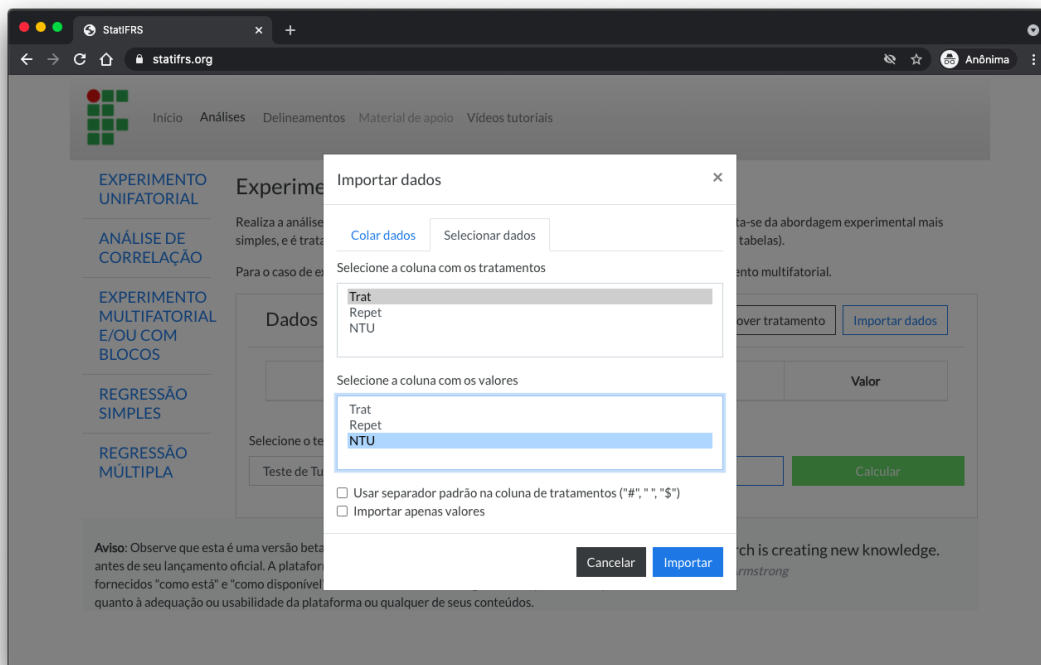 StatIFRS
statifrs.org
Anônima
Início Análises Delineamentos Material de apoio Vídeos tutoriais
EXPERIMENTO
UNIFATORIAL
ANÁLISE DE
CORRELAÇÃO
EXPERIMENTO
MULTIFATORIAL
E/OU COM
BLOCOS
REGRESSÃO
SIMPLES
REGRESSÃO
MÚLTIPLA
Realiza a análise
ta-se da abordagem experimental mais
simples, e é trata
tabelas).
Para o caso de
ento multifatorial.
Dados
over tratamento
Importar dados
Valor
Selecione o te
Teste de Tu
Calcular
Importar dados
×
Colar dados
Selecionar dados
Selecione a coluna com os tratamentos
Trat
Repet
NTU
Selecione a coluna com os valores
Trat
Repet
NTU
Usar separador padrão na coluna de tratamentos ("#", " ", "$")
Importar apenas valores
Cancelar
Importar
Aviso: Observe que esta é uma versão beta
antes de seu lançamento oficial. A platafor
fornecidos "como está" e "como disponível"
quanto à adequação ou usabilidade da plataforma ou qualquer de seus conteúdos.
rch is creating new knowledge.
rmstrong